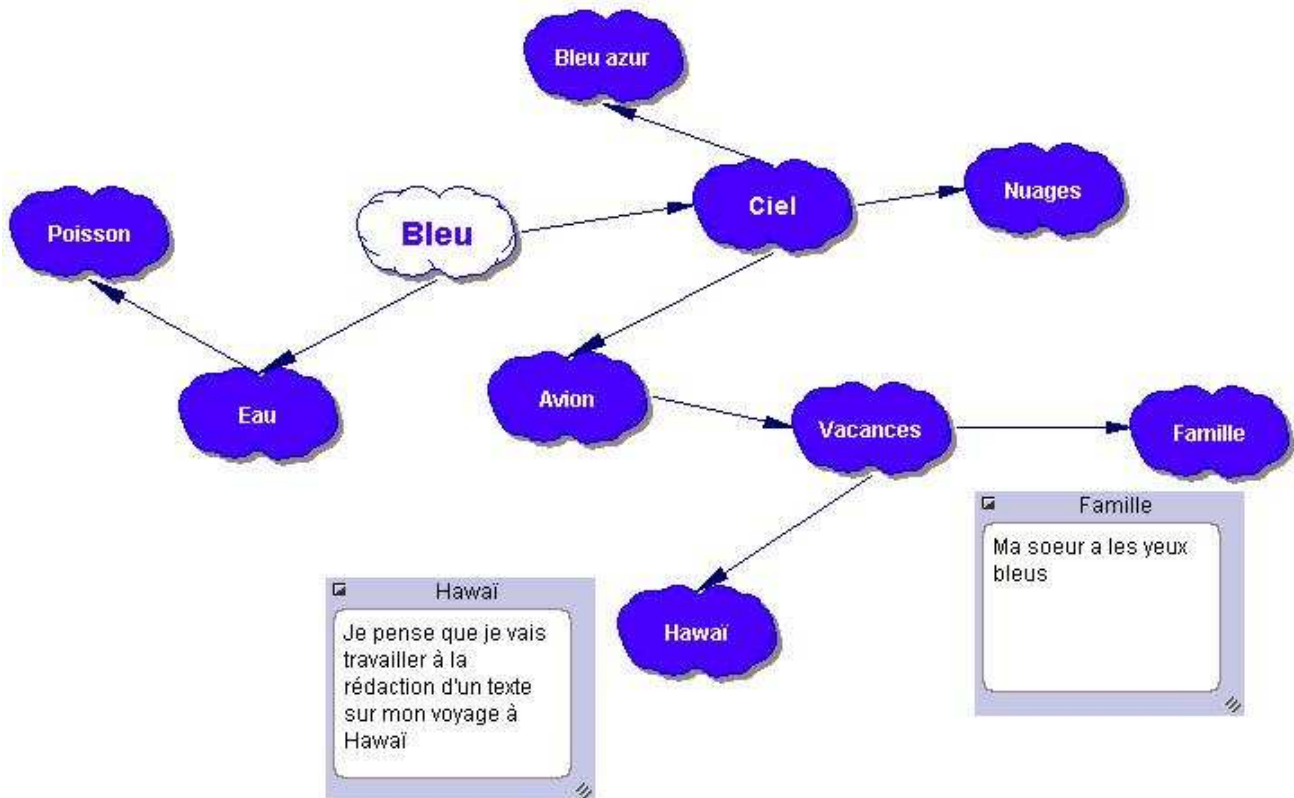 Bleu azur
Nuages
Ciel
Bleu
Poisson
Avion
Eau
Vacances
Famille
Famille
Ma soeur a les yeux
bleus
Hawaï
Hawaï
Je pense que je vais
travailler à la
rédaction d'un texte
sur mon voyage à
Hawaï